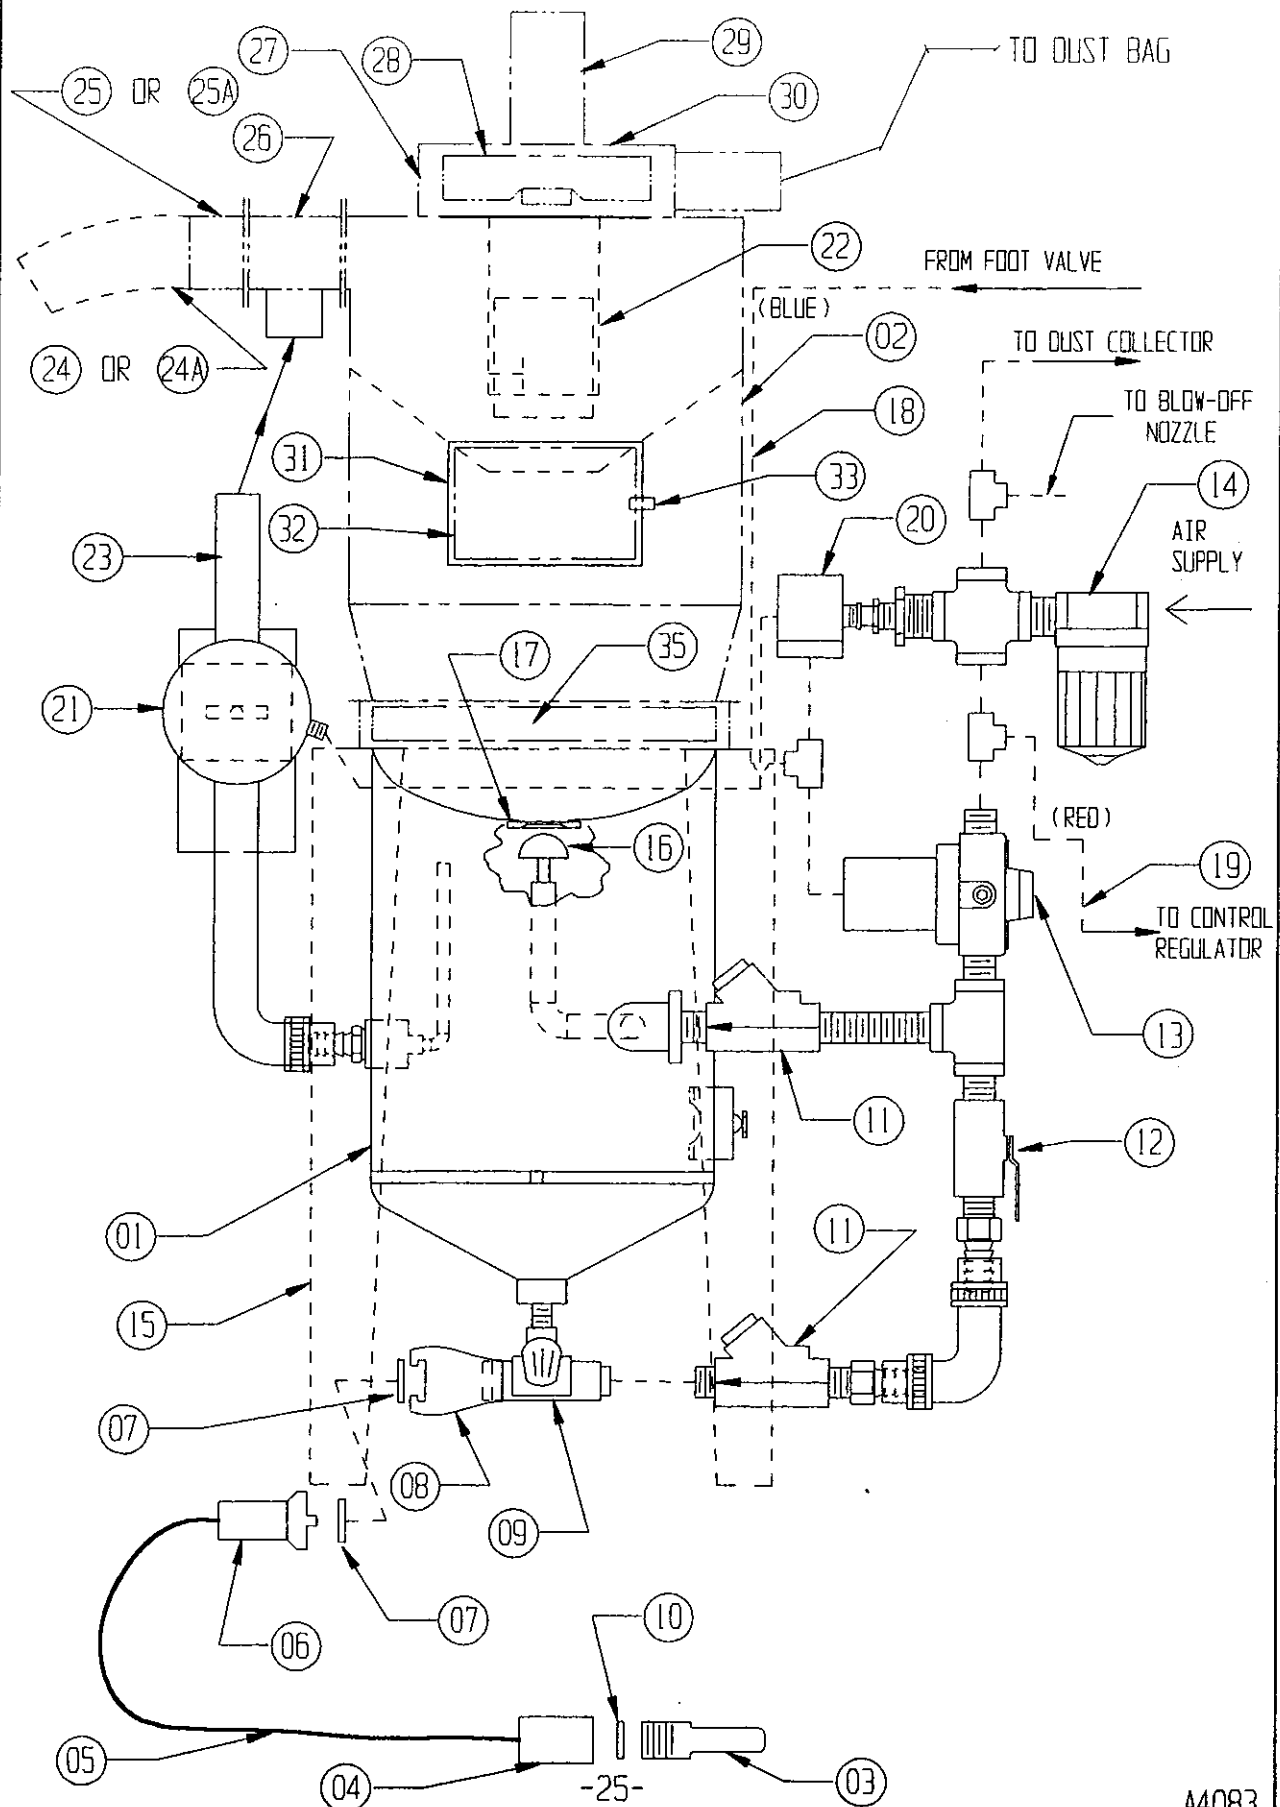 29
27
28
TO DUST BAG
25 OR 25A
30
26
22
FROM FOOT VALVE
(BLUE)
02
TO DUST COLLECTOR
24 OR 24A
18
TO BLOW-OFF
NOZZLE
31
33
14
32
20
AIR
SUPPLY
23
17
35
21
(RED)
16
19
TO CONTROL
REGULATOR
13
11
12
01
11
15
07
08
09
10
07
06
05
04
-25-
03
A4083